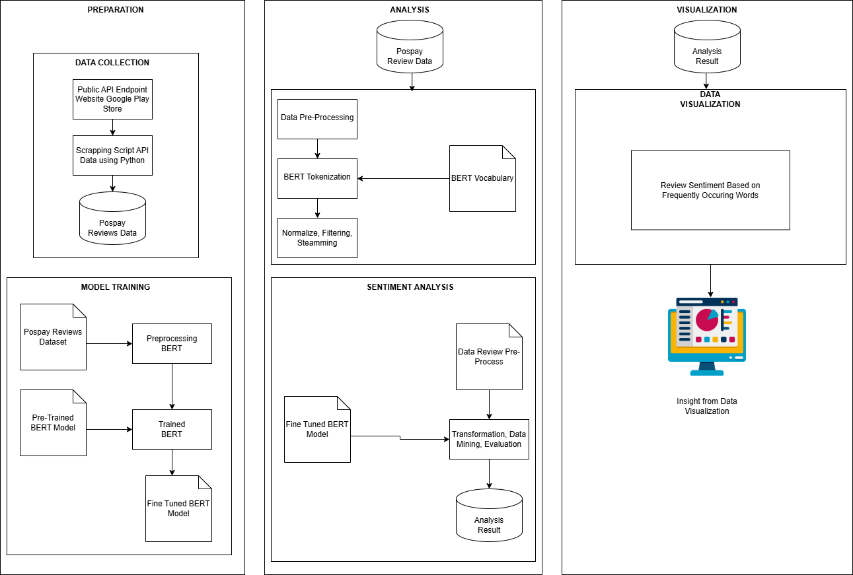 PREPARATION
DATA COLLECTION
Public API Endpoint
Website Google Play
Store
Scrapping Script API
Data using Python
Pospay
Reviews Data
MODEL TRAINING
Pospay Reviews
Dataset
Preprocessing
BERT
Pre-Trained
BERT Model
Trained
BERT
Fine Tuned BERT
Model
ANALYSIS
Pospay
Review Data
Data Pre-Processing
BERT Tokenization
BERT Vocabulary
Normalize, Filtering,
Steamming
SENTIMENT ANALYSIS
Data Review Pre-
Process
Fine Tuned BERT
Model
Transformation, Data
Mining, Evaluation
Analysis
Result
VISUALIZATION
Analysis
Result
DATA
VISUALIZATION
Review Sentiment Based on
Frequently Occuring Words
Insight from Data
Visualization